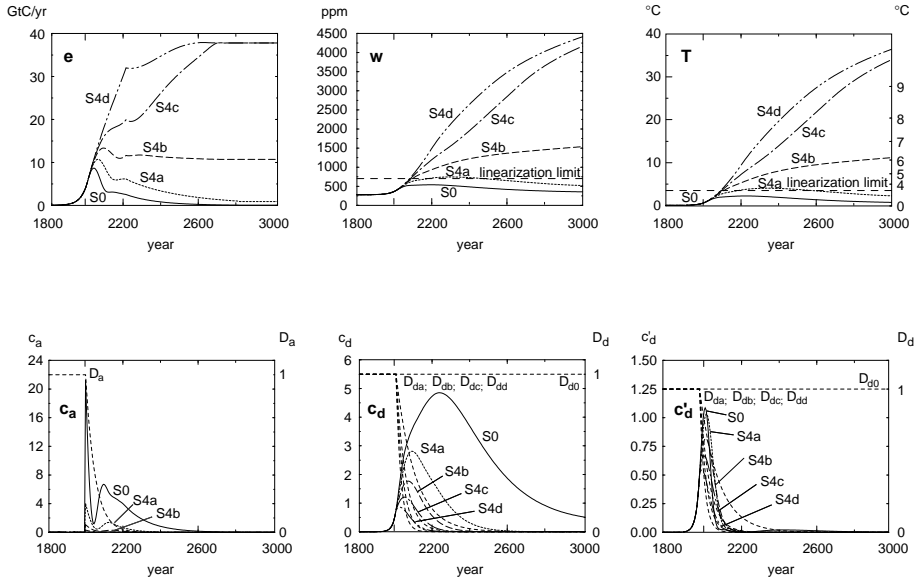 GtC/yr
40
30
20
10
0
e
S4d
S4c
S4b
S4a
S0
1800
2200
2600
3000
year
ppm
4500
4000
3500
3000
2500
2000
1500
1000
500
0
w
S4d
S4c
S4b
S4a linearization limit
S0
1800
2200
2600
3000
year
°C
°C
40
30
20
10
0
T
S4d
S4c
S4b
S4a linearization limit
S0
9
8
7
6
5
4
0
1800
2200
2600
3000
year
c_a
D_a
24
20
16
12
8
4
0
D_a
c_a
S0
S4a
S4b
1
0
1800
2200
2600
3000
year
c_d
D_d
6
5
4
3
2
1
0
D_da; D_db; D_dc; D_dd
D_d0
c_d
S0
S4a
S4b
S4c
S4d
1
0
1800
2200
2600
3000
year
c'_d
D_d
1.50
1.25
1.00
0.75
0.50
0.25
0.00
D_d0
D_da; D_db; D_dc; D_dd
c'_d
S0
S4a
S4b
S4c
S4d
1
0
1800
2200
2600
3000
year